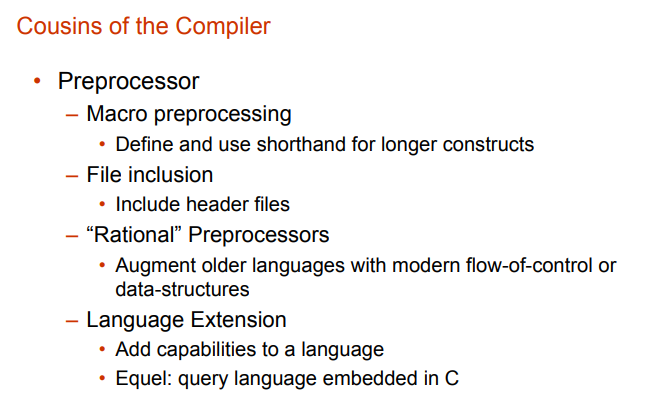 Cousins of the Compiler
• Preprocessor
– Macro preprocessing
• Define and use shorthand for longer constructs
– File inclusion
• Include header files
– “Rational” Preprocessors
• Augment older languages with modern flow-of-control or
data-structures
– Language Extension
• Add capabilities to a language
• Equel: query language embedded in C